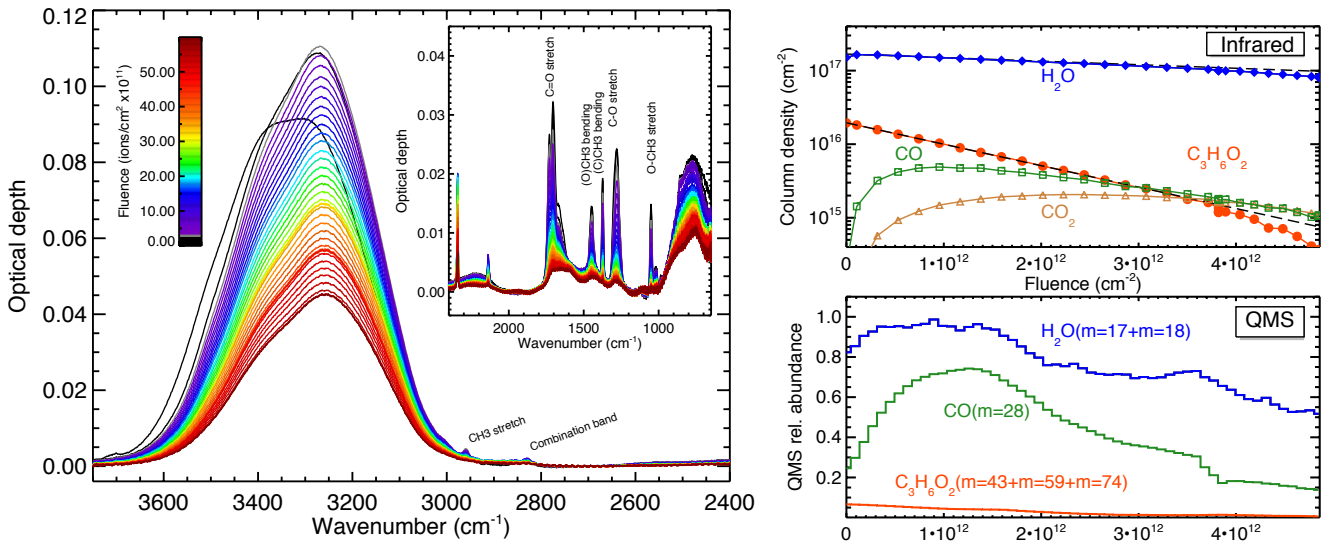 0.12
0.10
0.08
0.06
0.04
0.02
0.00
Optical depth
3600 3400 3200 3000 2800 2600 2400
Wavenumber (cm⁻¹)
Fluence (ions/cm² x10¹¹)
50.00
40.00
30.00
20.00
10.00
0.00
CH3 stretch
Combination band
0.04
0.03
0.02
0.01
0.00
Optical depth
C=O stretch
(O)CH3 bending
(C)CH3 bending
C-O stretch
O-CH3 stretch
2000 1500 1000
Wavenumber (cm⁻¹)
Infrared
10¹⁷
10¹⁶
10¹⁵
Column density (cm⁻²)
H₂O
CO
C₃H₆O₂
CO₂
0 1•10¹² 2•10¹² 3•10¹² 4•10¹²
Fluence (cm⁻²)
QMS
1.0
0.8
0.6
0.4
0.2
QMS rel. abundance
H₂O(m=17+m=18)
CO(m=28)
C₃H₆O₂(m=43+m=59+m=74)
0 1•10¹² 2•10¹² 3•10¹² 4•10¹²